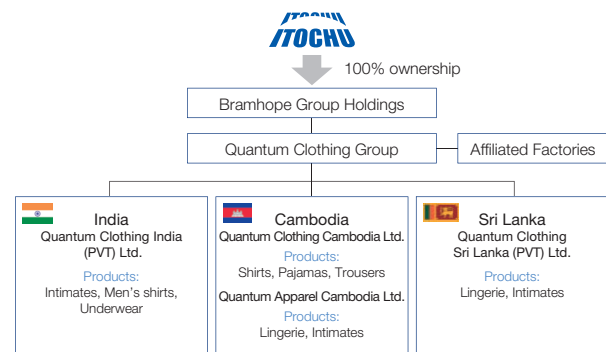 ITOCHU
ITOCHU
100% ownership
Bramhope Group Holdings
Quantum Clothing Group
Affiliated Factories
India
Quantum Clothing India
(PVT) Ltd.
Products:
Intimates, Men's shirts,
Underwear
Cambodia
Quantum Clothing Cambodia Ltd.
Products:
Shirts, Pajamas, Trousers
Quantum Apparel Cambodia Ltd.
Products:
Lingerie, Intimates
Sri Lanka
Quantum Clothing
Sri Lanka (PVT) Ltd.
Products:
Lingerie, Intimates